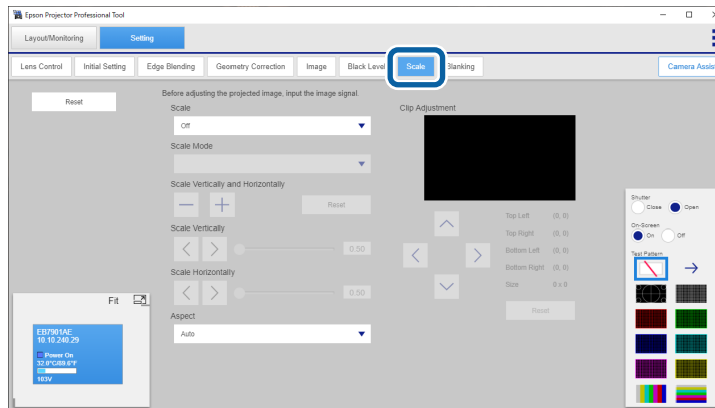 Epson Projector Professional Tool
Layout/Monitoring
Setting
Lens Control
Initial Setting
Edge Blending
Geometry Correction
Image
Black Level
Scale
Blanking
Camera Assis
Reset
Before adjusting the projected image, input the image signal.
Scale
Off
Scale Mode
Scale Vertically and Horizontally
Reset
Scale Vertically
0.50
Scale Horizontally
0.50
Aspect
Auto
Clip Adjustment
Top Left (0, 0)
Top Right (0, 0)
Bottom Left (0, 0)
Bottom Right (0, 0)
Size 0 x 0
Reset
Shutter
Close Open
On-Screen
On Off
Test Pattern
Fit
EB7901AE
10.10.240.29
Power On
32.0°C/89.6°F
103V